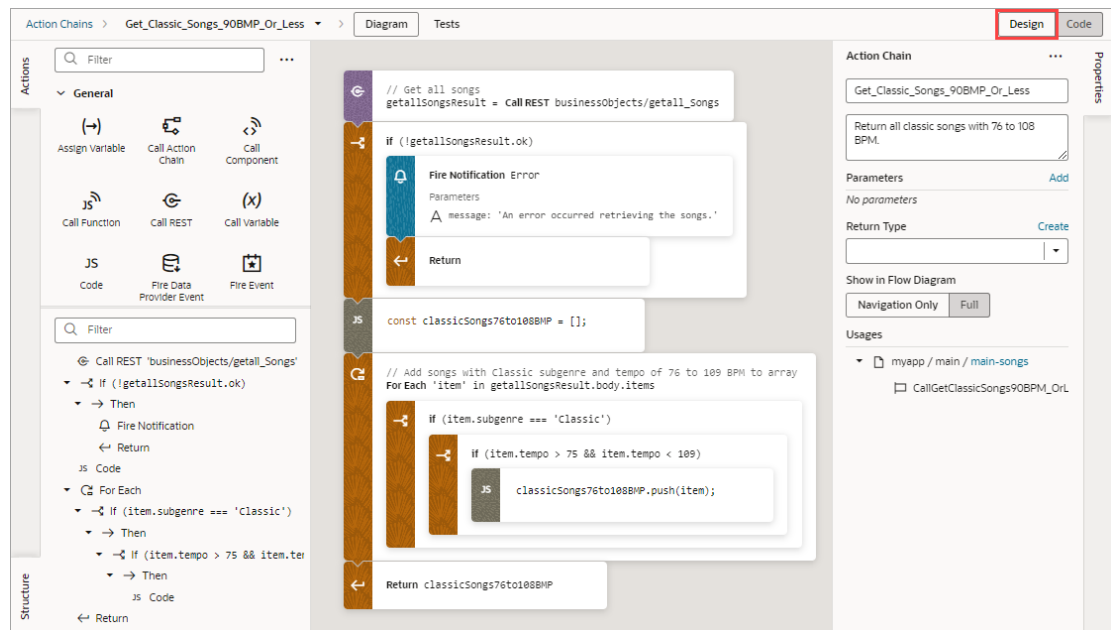 Action Chains > Get_Classic_Songs_90BMP_Or_Less > Diagram Tests Design Code
Actions
Filter
General
Assign Variable
Call Action Chain
Call Component
Call Function
Call REST
Call Variable
Code
Fire Data Provider Event
Fire Event
Structure
Filter
Call REST 'businessObjects/getall_Songs'
If (!getallSongsResult.ok)
Then
Fire Notification
Return
JS Code
For Each
If (item.subgenre === 'Classic')
Then
If (item.tempo > 75 && item.ter
Then
JS Code
Return
// Get all songs
getallSongsResult = Call REST businessObjects/getall_Songs
if (!getallSongsResult.ok)
Fire Notification Error
Parameters
A message: 'An error occurred retrieving the songs.'
Return
JS const classicSongs76to108BMP = [];
// Add songs with Classic subgenre and tempo of 76 to 109 BPM to array
For Each 'item' in getallSongsResult.body.items
if (item.subgenre === 'Classic')
if (item.tempo > 75 && item.tempo < 109)
JS classicSongs76to108BMP.push(item);
Return classicSongs76to108BMP
Action Chain
Properties
Get_Classic_Songs_90BMP_Or_Less
Return all classic songs with 76 to 108
BPM.
Parameters Add
No parameters
Return Type Create
Show in Flow Diagram
Navigation Only Full
Usages
myapp / main / main-songs
CallGetClassicSongs90BPM_OrL